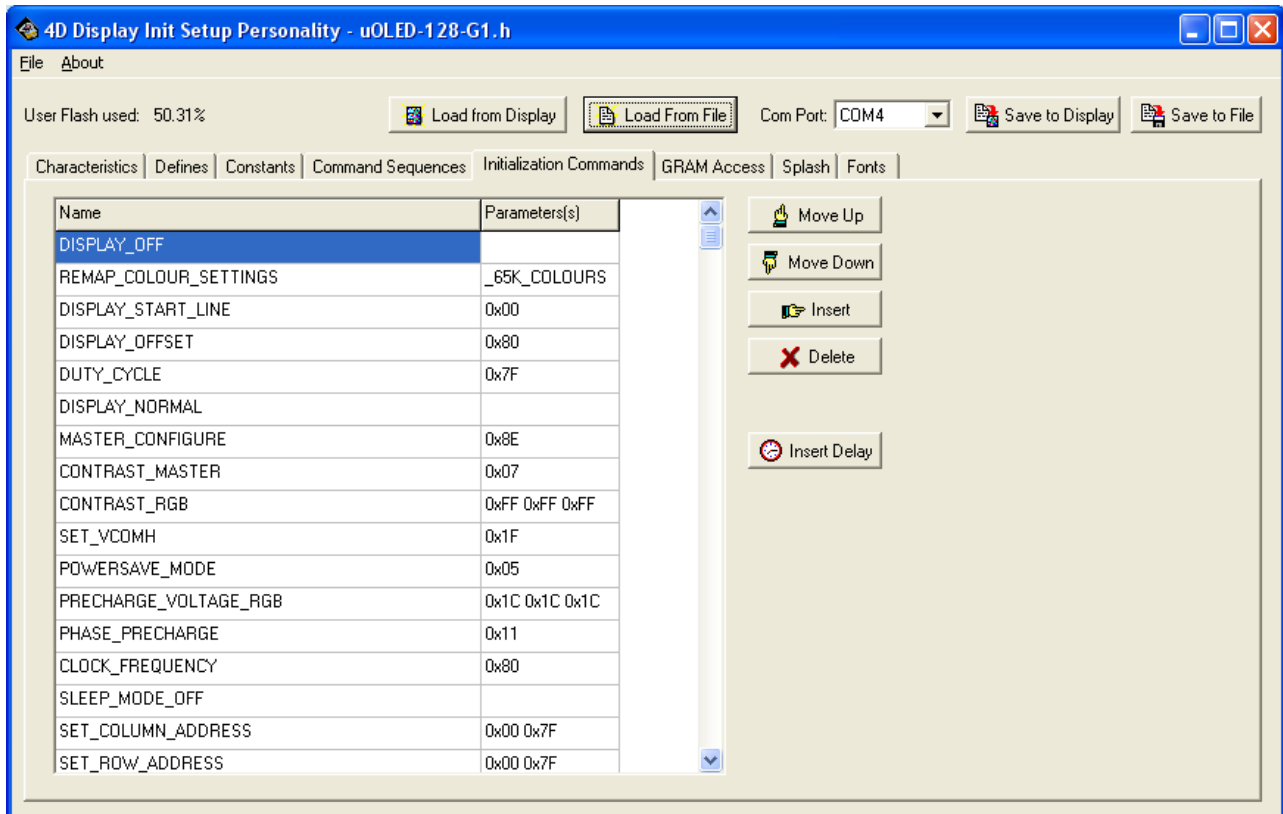 4D Display Init Setup Personality - uOLED-128-G1.h
File About
User Flash used: 50.31% Load from Display Load From File Com Port: COM4 Save to Display Save to File
Characteristics Defines Constants Command Sequences Initialization Commands GRAM Access Splash Fonts
Name Parameters(s) Move Up
DISPLAY_OFF
REMAP_COLOUR_SETTINGS _65K_COLOURS Move Down
DISPLAY_START_LINE 0x00 Insert
DISPLAY_OFFSET 0x80 Delete
DUTY_CYCLE 0x7F
DISPLAY_NORMAL
MASTER_CONFIGURE 0x8E Insert Delay
CONTRAST_MASTER 0x07
CONTRAST_RGB 0xFF 0xFF 0xFF
SET_VCOMH 0x1F
POWERSAVE_MODE 0x05
PRECHARGE_VOLTAGE_RGB 0x1C 0x1C 0x1C
PHASE_PRECHARGE 0x11
CLOCK_FREQUENCY 0x80
SLEEP_MODE_OFF
SET_COLUMN_ADDRESS 0x00 0x7F
SET_ROW_ADDRESS 0x00 0x7F